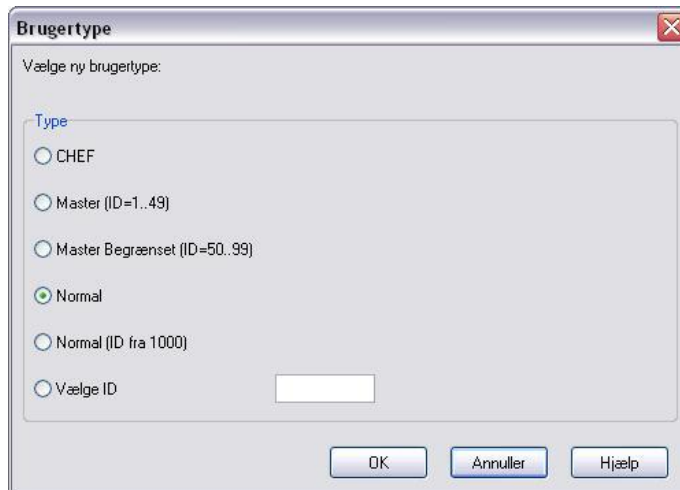 Brugertype
Vælge ny brugertype:
Type
CHEF
Master (ID=1..49)
Master Begrænset (ID=50..99)
Normal
Normal (ID fra 1000)
Vælge ID
OK Annuller Hjælp